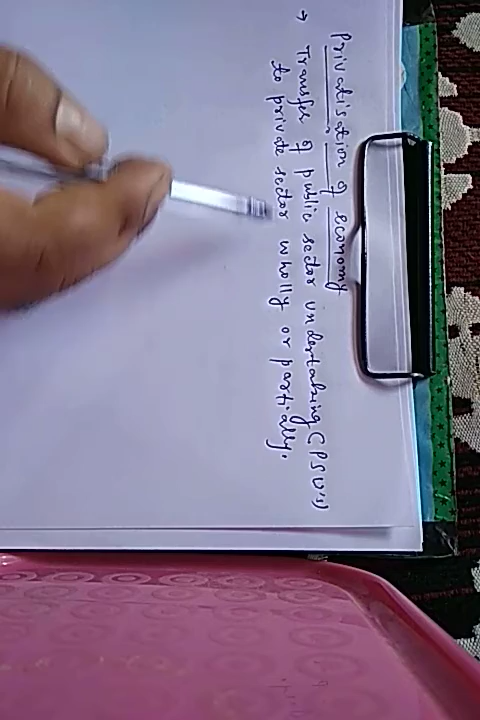 Privatisation of economy
→ Transfer of public sector undertaking (PSU's)
to private sector wholly or partially.